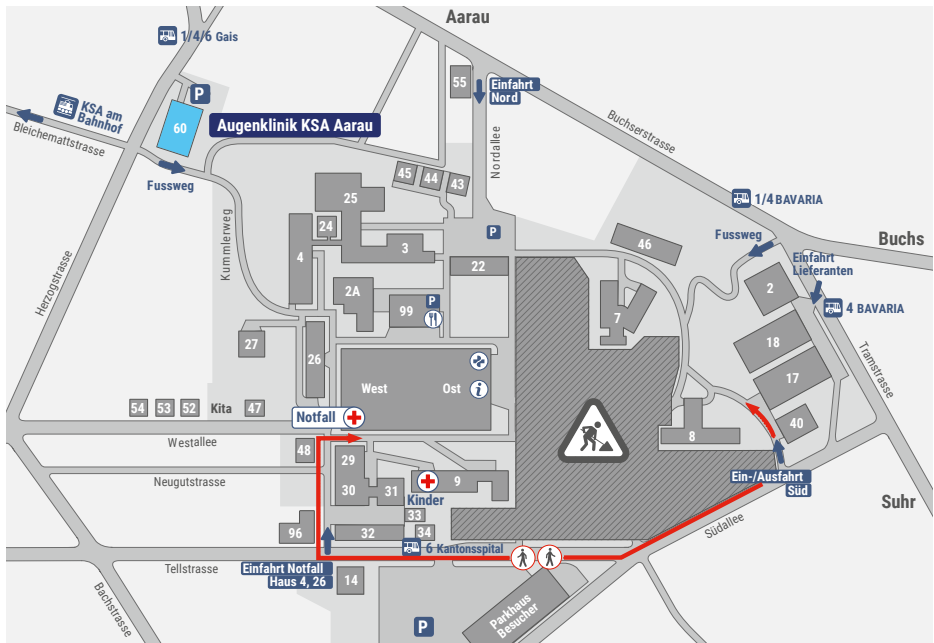 Aarau
1/4/6 Gais
P
55
Einfahrt
Nord
KSA am
Bahnhof
Bleichemattstrasse
60
Augenklinik KSA Aarau
Buchserstrasse
Nordallee
Fussweg
45
44
43
25
1/4 BAVARIA
Kummlerweg
24
4
3
P
46
Fussweg
Buchs
Herzogstrasse
22
Einfahrt
Lieferanten
2
2A
99
P
7
4 BAVARIA
27
26
18
Tramstrasse
West
Ost
i
17
54
53
52
Kita
47
Notfall
40
Westallee
8
48
29
Neugutstrasse
30
31
9
Kinder
Ein-/Ausfahrt
Süd
Suhr
33
96
32
34
6 Kantonsspital
Südallee
Tellstrasse
Einfahrt Notfall
Haus 4, 26
14
Bachstrasse
P
Parkhaus
Besucher